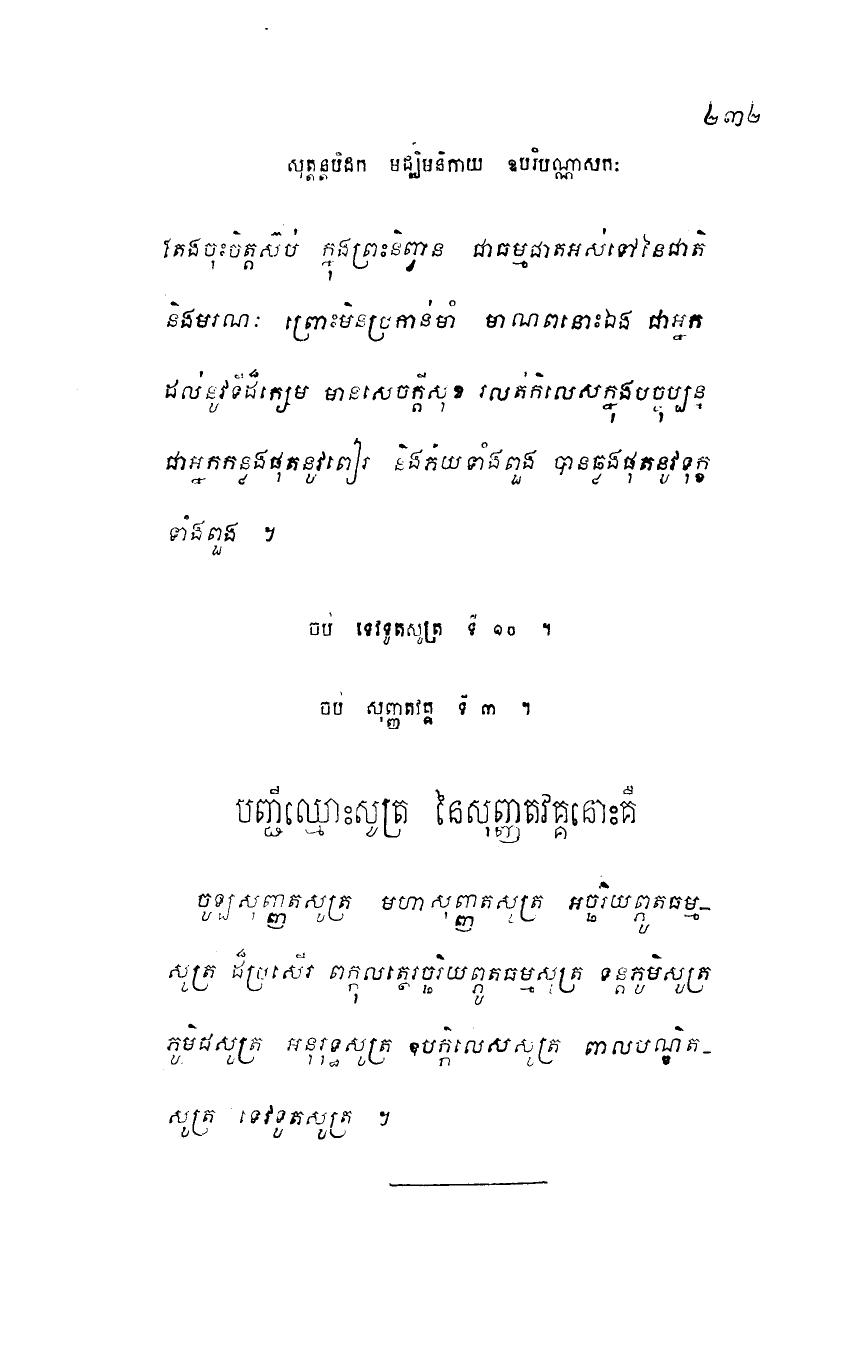 ២៣២
សុត្តន្តបិដក មជ្ឈិមនិកាយ ឧបរិបណ្ណាសកៈ
តែងចុះចិត្តស៊ប់ ក្នុងព្រះនិព្វាន ជាធម្មជាតអស់ទៅនៃជាតិ
និងមរណៈ ព្រោះមិនប្រកាន់មាំ មាណពនោះឯង ជាអ្នក
ដល់នូវទីដ៏ក្សេម មានសេចក្តីសុខ រលត់កិលេសក្នុងបច្ចុប្បន្ន
ជាអ្នកកន្លងផុតនូវពៀរ និងភ័យទាំងពួង បានឆ្លងផុតនូវទុក្ខ
ទាំងពួង ។
ចប់ ទេវទូតសូត្រ ទី ១០ ។
ចប់ សុញ្ញតវគ្គ ទី ៣ ។
បញ្ជីឈ្មោះសូត្រ នៃសុញ្ញតវគ្គនោះគឺ
ចូឡសុញ្ញតសូត្រ មហាសុញ្ញតសូត្រ អច្ឆរិយព្ភូតធម្ម-
សូត្រ ដ៏ប្រសើរ ពក្កុលត្ថេរច្ឆរិយព្ភូតធម្មសូត្រ ទន្តភូមិសូត្រ
ភូមិជសូត្រ អនុរុទ្ធសូត្រ ឧបក្កិលេសសូត្រ ពាលបណ្ឌិត-
សូត្រ ទេវទូតសូត្រ ។